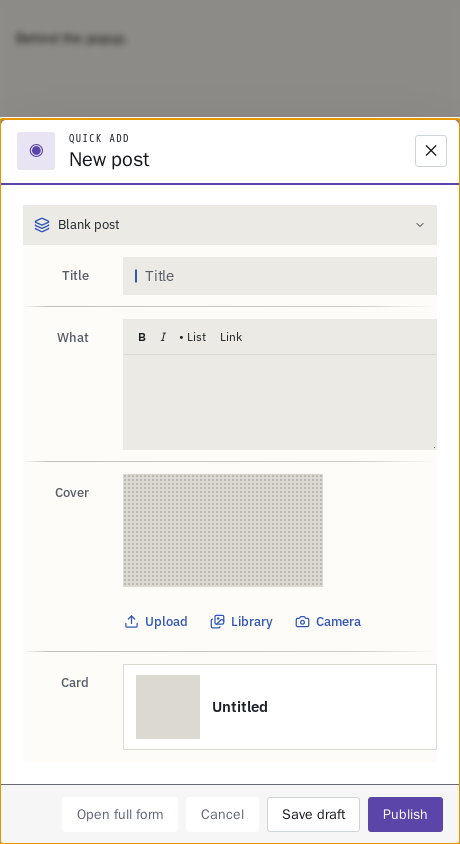 Behind the popup.
QUICK ADD
New post
Blank post
Title
Title
What
B I • List Link
Cover
Upload Library Camera
Card
Untitled
Open full form Cancel Save draft Publish